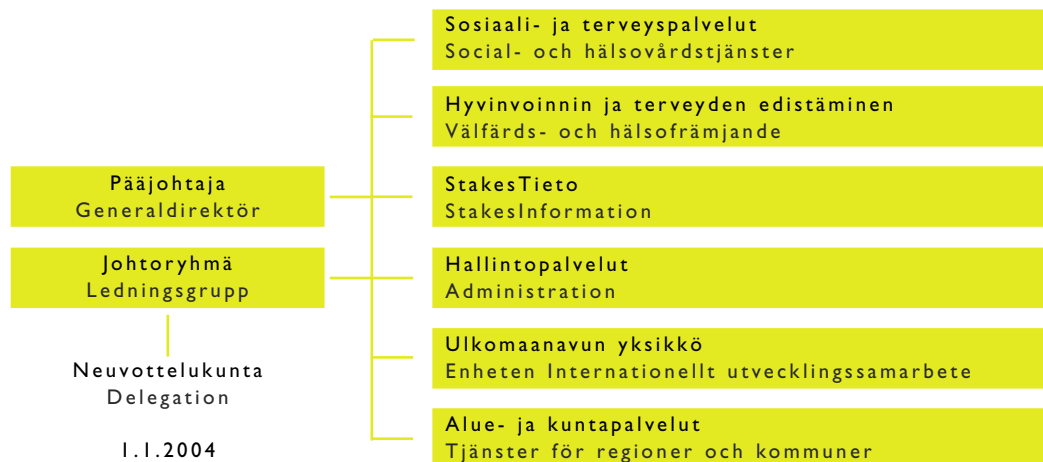 Pääjohtaja
Generaldirektör
Johtoryhmä
Ledningsgrupp
Neuvottelukunta
Delegation
1.1.2004
Sosiaali- ja terveyspalvelut
Social- och hälsovårdstjänster
Hyvinvoinnin ja terveyden edistäminen
Välfärds- och hälsofrämjande
StakesTieto
StakesInformation
Hallintopalvelut
Administration
Ulkomaanavun yksikkö
Enheten Internationellt utvecklingssamarbete
Alue- ja kuntapalvelut
Tjänster för regioner och kommuner